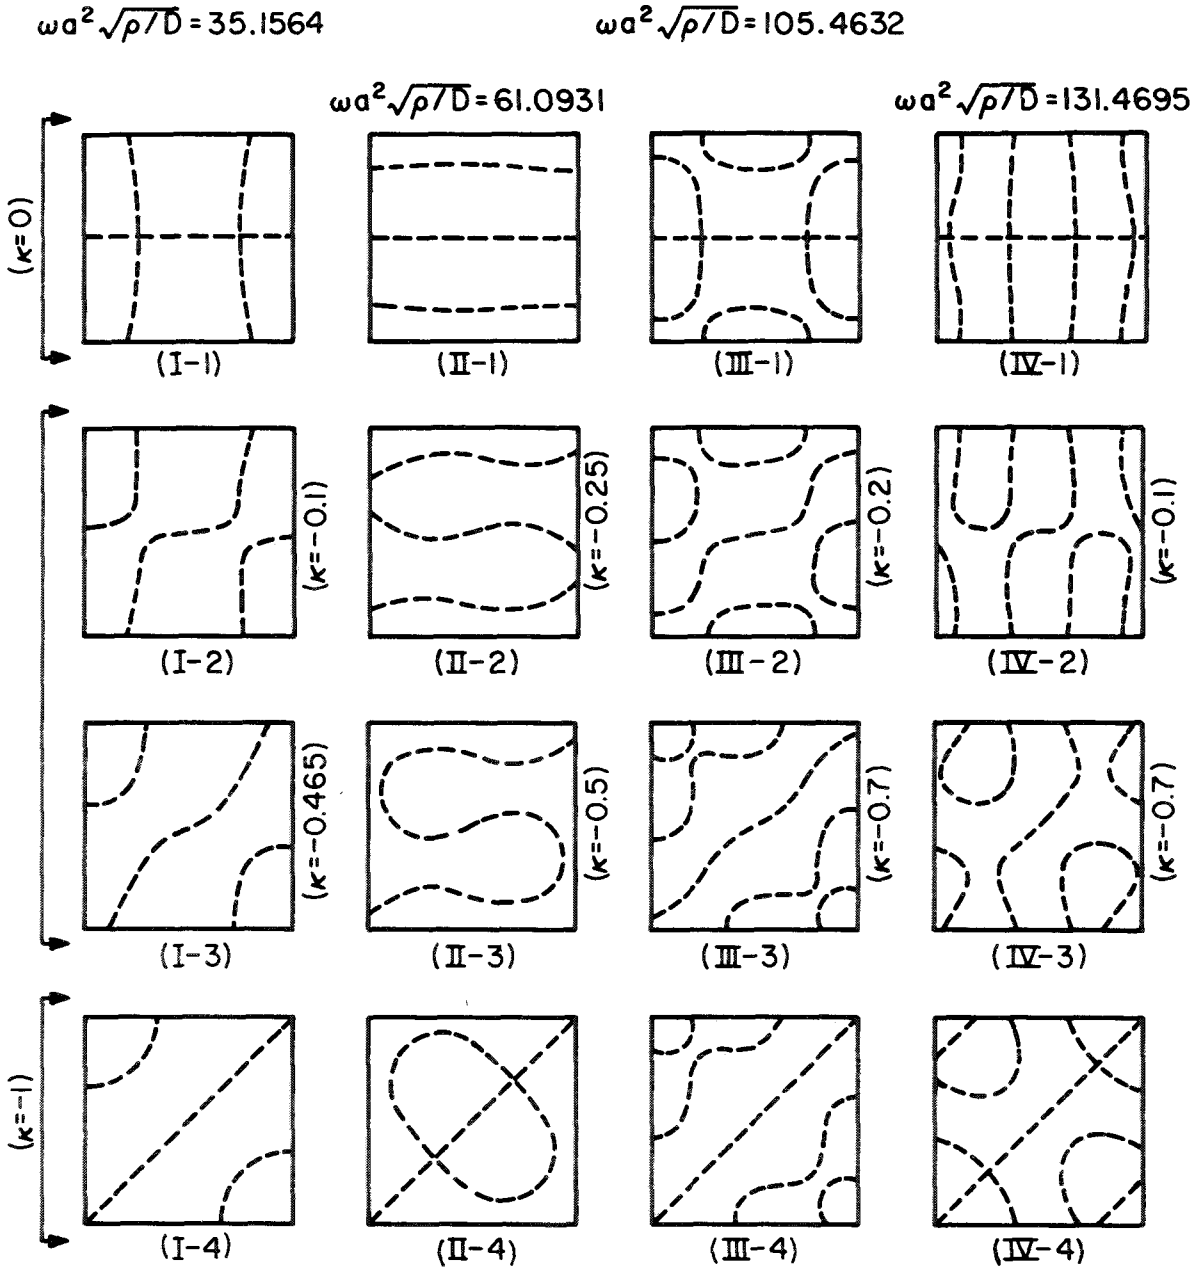 ωa²√ρ/D = 35.1564
ωa²√ρ/D = 105.4632
ωa²√ρ/D = 61.0931
ωa²√ρ/D = 131.4695
(κ=0)
(I-1)
(II-1)
(III-1)
(IV-1)
(κ=-0.1)
(κ=-0.25)
(κ=-0.2)
(κ=-0.1)
(I-2)
(II-2)
(III-2)
(IV-2)
(κ=-0.465)
(κ=-0.5)
(κ=-0.7)
(κ=-0.7)
(I-3)
(II-3)
(III-3)
(IV-3)
(κ=-1)
(I-4)
(II-4)
(III-4)
(IV-4)